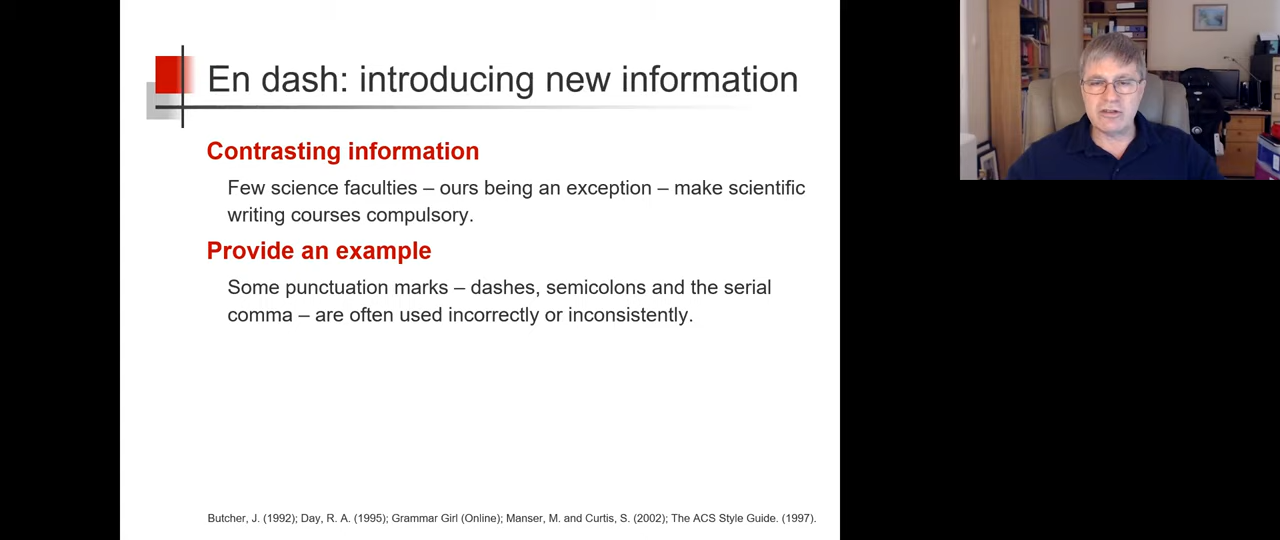 En dash: introducing new information
Contrasting information
Few science faculties – ours being an exception – make scientific
writing courses compulsory.
Provide an example
Some punctuation marks – dashes, semicolons and the serial
comma – are often used incorrectly or inconsistently.
Butcher, J. (1992); Day, R. A. (1995); Grammar Girl (Online); Manser, M. and Curtis, S. (2002); The ACS Style Guide. (1997).